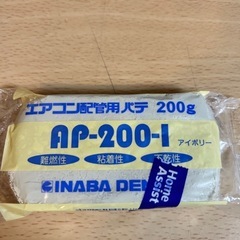 エアコン配管用パテ 200g
AP-200-I
アイボリー
難燃性 粘着性 不乾性
INABA DE
Home
Assist